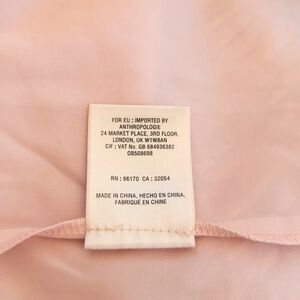 FOR EU : IMPORTED BY
ANTHROPOLOGIE
24 MARKET PLACE, 3RD FLOOR,
LONDON, UK W1W8AN
CIF : VAT No. GB 684936382
OB508698
RN : 66170 CA : 32054
MADE IN CHINA, HECHO EN CHINA,
FABRIQUÉ EN CHINE